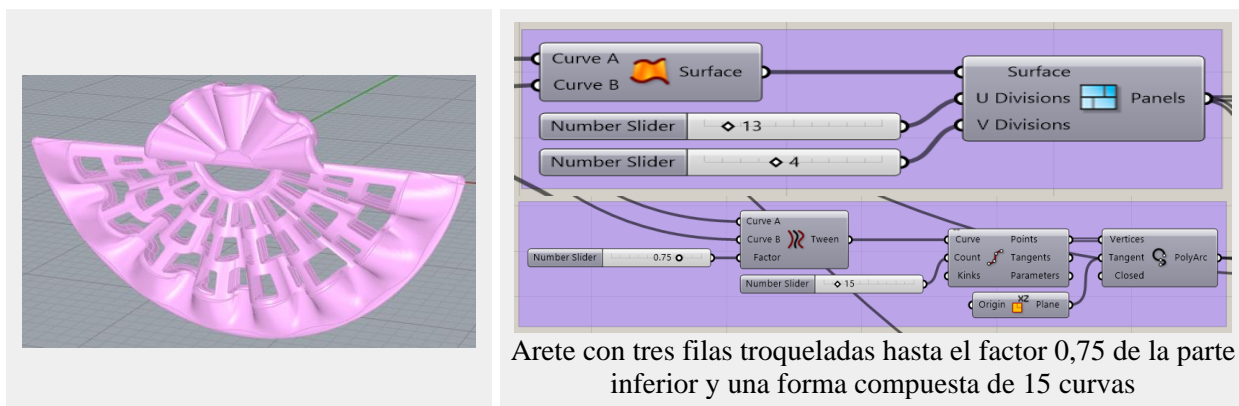 Curve A
Curve B
Surface
Surface
U Divisions
V Divisions
Panels
Number Slider
13
Number Slider
4
Curve A
Curve B
Factor
Tween
Number Slider
0.75
Number Slider
15
Curve
Count
Kinks
Points
Tangents
Parameters
Origin
XZ
Plane
Vertices
Tangent
Closed
PolyArc
Arete con tres filas troqueladas hasta el factor 0,75 de la parte
inferior y una forma compuesta de 15 curvas